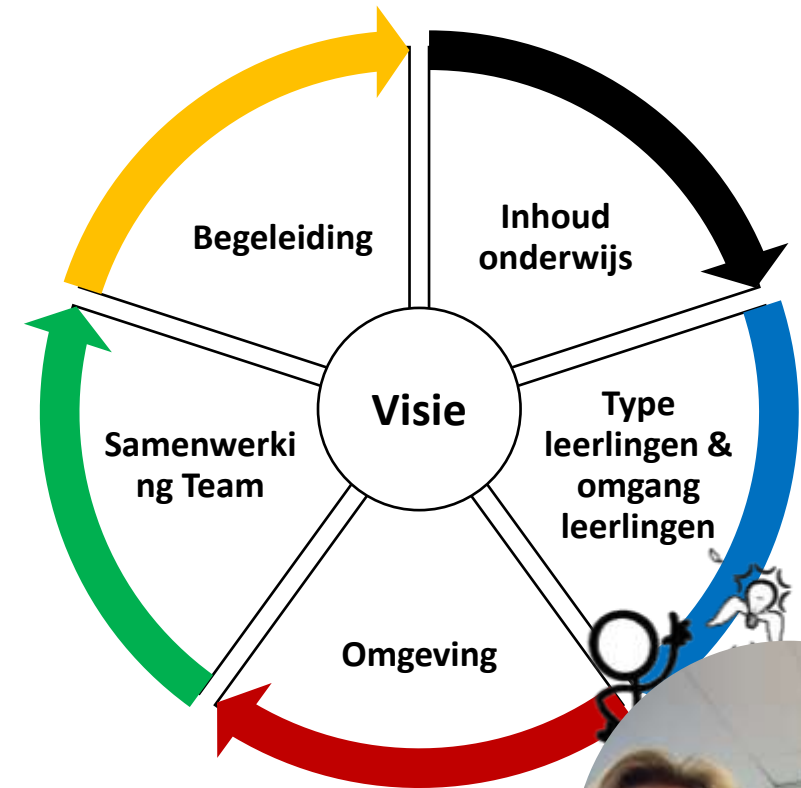 Begeleiding
Inhoud
onderwijs
Visie
Type
leerlingen &
omgang
leerlingen
Samenwerki
ng Team
Omgeving